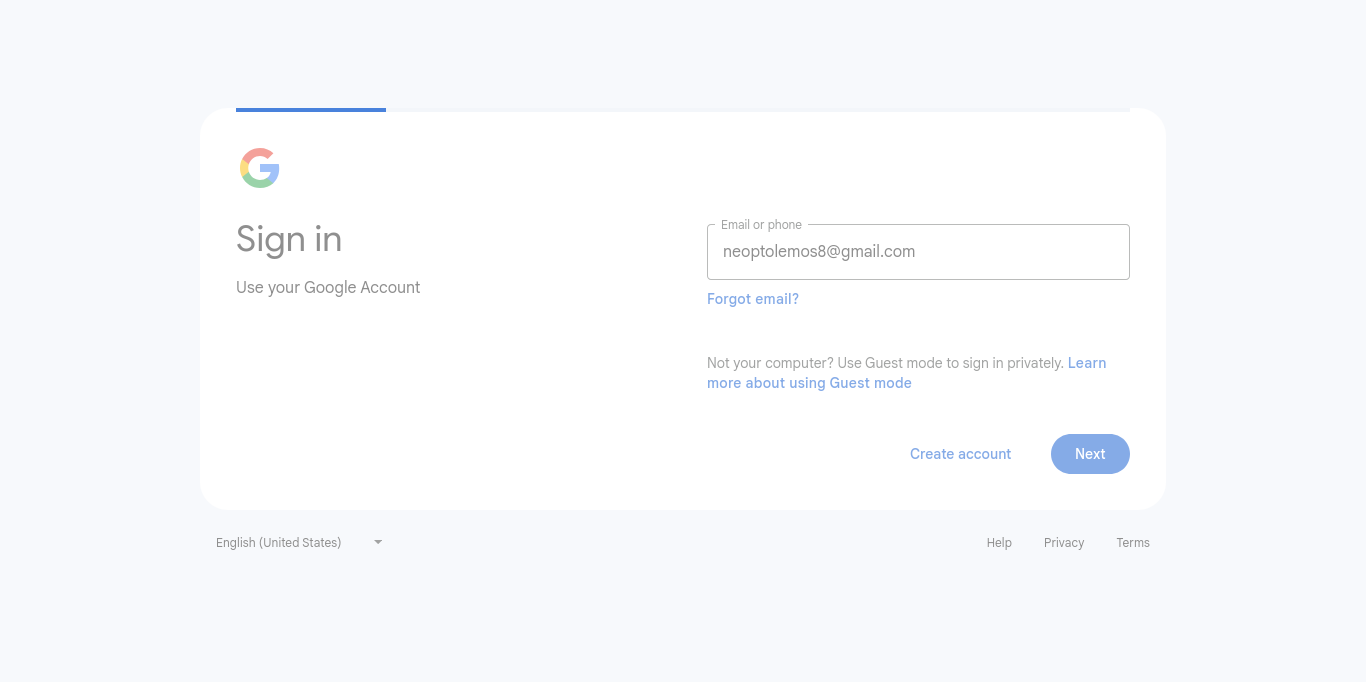 Sign in
Use your Google Account
Email or phone
neoptolemos8@gmail.com
Forgot email?
Not your computer? Use Guest mode to sign in privately. Learn
more about using Guest mode
Create account
Next
English (United States)
Help
Privacy
Terms